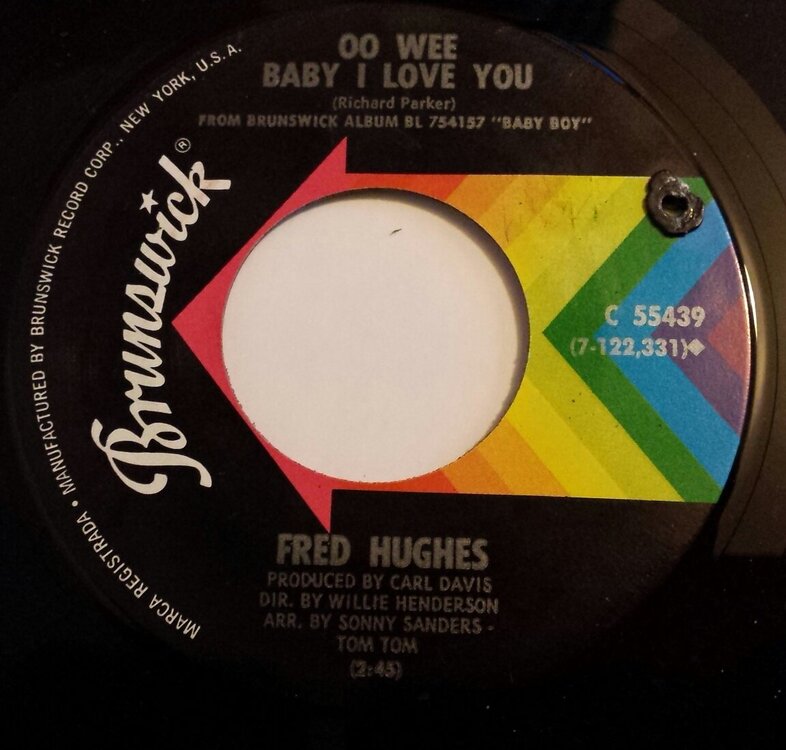 OO WEE
BABY I LOVE YOU
(Richard Parker)
FROM BRUNSWICK ALBUM BL 754157 "BABY BOY"
Brunswick®
MARCA REGISTRADA • MANUFACTURED BY BRUNSWICK RECORD CORP., NEW YORK, U.S.A.
C 55439
(7-122,331)◆
FRED HUGHES
PRODUCED BY CARL DAVIS
DIR. BY WILLIE HENDERSON
ARR. BY SONNY SANDERS -
TOM TOM
(2:45)